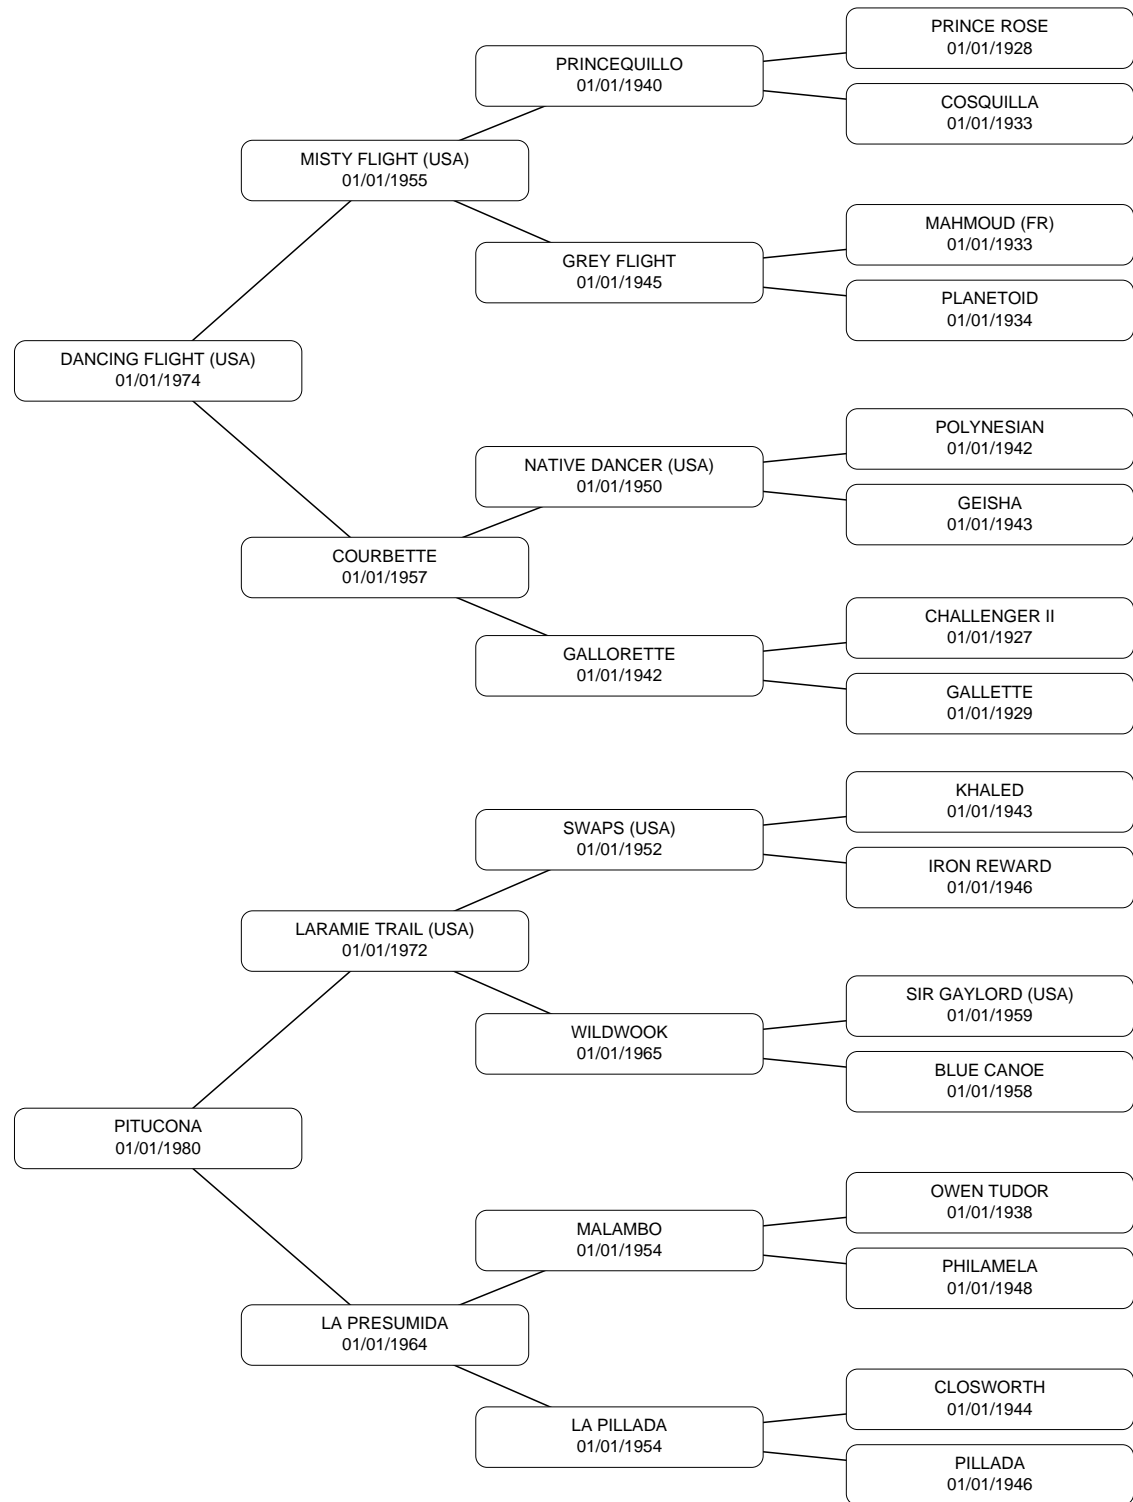 PRINCE ROSE
01/01/1928
PRINCEQUILLO
01/01/1940
COSQUILLA
01/01/1933
MISTY FLIGHT (USA)
01/01/1955
MAHMOUD (FR)
01/01/1933
GREY FLIGHT
01/01/1945
PLANETOID
01/01/1934
DANCING FLIGHT (USA)
01/01/1974
POLYNESIAN
01/01/1942
NATIVE DANCER (USA)
01/01/1950
GEISHA
01/01/1943
COURBETTE
01/01/1957
CHALLENGER II
01/01/1927
GALLORETTE
01/01/1942
GALLETTE
01/01/1929
KHALED
01/01/1943
SWAPS (USA)
01/01/1952
IRON REWARD
01/01/1946
LARAMIE TRAIL (USA)
01/01/1972
SIR GAYLORD (USA)
01/01/1959
WILDWOOK
01/01/1965
BLUE CANOE
01/01/1958
PITUCONA
01/01/1980
OWEN TUDOR
01/01/1938
MALAMBO
01/01/1954
PHILAMELA
01/01/1948
LA PRESUMIDA
01/01/1964
CLOSWORTH
01/01/1944
LA PILLADA
01/01/1954
PILLADA
01/01/1946